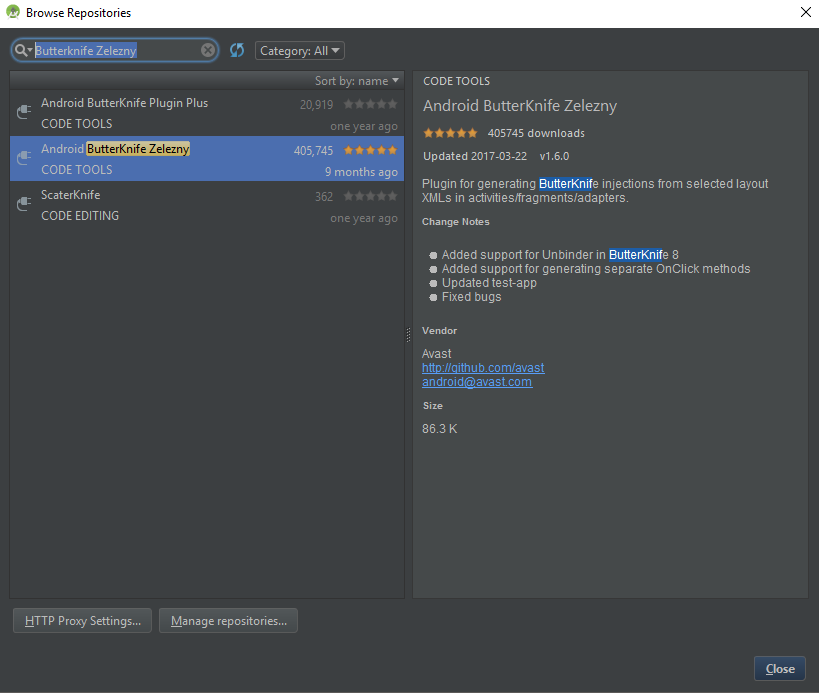 Browse Repositories
Butterknife Zelezny
Category: All
Sort by: name
Android ButterKnife Plugin Plus
20,919
CODE TOOLS
one year ago
Android ButterKnife Zelezny
405,745
CODE TOOLS
9 months ago
ScaterKnife
362
CODE EDITING
one year ago
CODE TOOLS
Android ButterKnife Zelezny
405745 downloads
Updated 2017-03-22 v1.6.0
Plugin for generating ButterKnife injections from selected layout
XMLs in activities/fragments/adapters.
Change Notes
Added support for Unbinder in ButterKnife 8
Added support for generating separate OnClick methods
Updated test-app
Fixed bugs
Vendor
Avast
http://github.com/avast
android@avast.com
Size
86.3 K
HTTP Proxy Settings...
Manage repositories...
Close